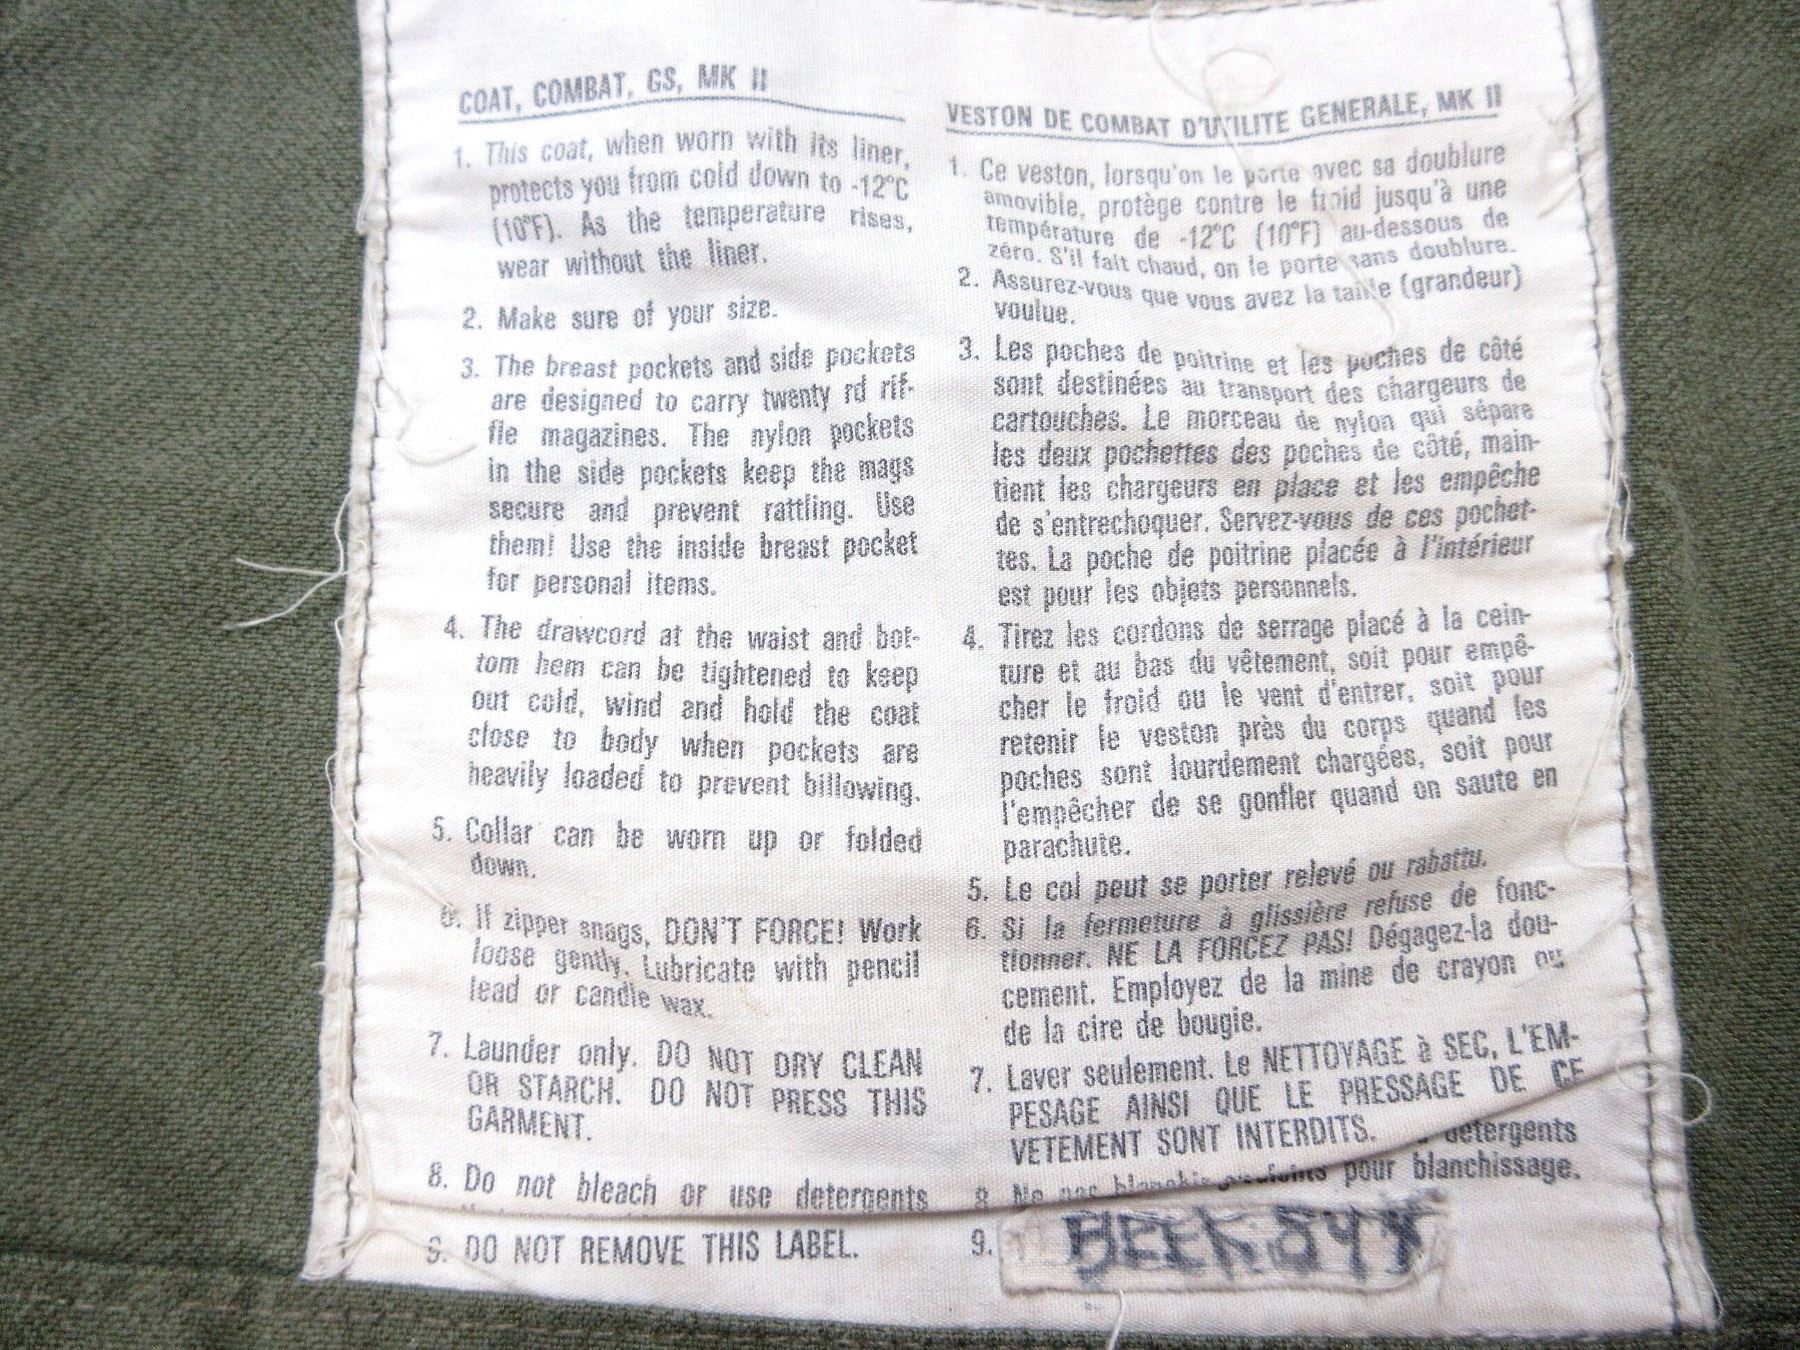 COAT, COMBAT, GS, MK II
1. This coat, when worn with its liner,
protects you from cold down to -12°C
(10°F). As the temperature rises,
wear without the liner.
2. Make sure of your size.
3. The breast pockets and side pockets
are designed to carry twenty rd rif-
fle magazines. The nylon pockets
in the side pockets keep the mags
secure and prevent rattling. Use
them! Use the inside breast pocket
for personal items.
4. The drawcord at the waist and bot-
tom hem can be tightened to keep
out cold, wind and hold the coat
close to body when pockets are
heavily loaded to prevent billowing.
5. Collar can be worn up or folded
down.
6. If zipper snags, DON'T FORCE! Work
loose gently. Lubricate with pencil
lead or candle wax.
7. Launder only. DO NOT DRY CLEAN
OR STARCH. DO NOT PRESS THIS
GARMENT.
8. Do not bleach or use detergents
9. DO NOT REMOVE THIS LABEL.
VESTON DE COMBAT D'UTILITE GENERALE, MK II
1. Ce veston, lorsqu'on le porte avec sa doublure
amovible, protège contre le froid jusqu'à une
température de -12°C (10°F) au-dessous de
zéro. S'il fait chaud, on le porte sans doublure.
2. Assurez-vous que vous avez la taille (grandeur)
voulue.
3. Les poches de poitrine et les poches de côté
sont destinées au transport des chargeurs de
cartouches. Le morceau de nylon qui sépare
les deux pochettes des poches de côté, main-
tient les chargeurs en place et les empêche
de s'entrechoquer. Servez-vous de ces pochet-
tes. La poche de poitrine placée à l'intérieur
est pour les objets personnels.
4. Tirez les cordons de serrage placé à la cein-
ture et au bas du vêtement, soit pour empê-
cher le froid ou le vent d'entrer, soit pour
retenir le veston près du corps quand les
poches sont lourdement chargées, soit pour
l'empêcher de se gonfler quand on saute en
parachute.
5. Le col peut se porter relevé ou rabattu.
6. Si la fermeture à glissière refuse de fonc-
tionner. NE LA FORCEZ PAS! Dégagez-la dou-
cement. Employez de la mine de crayon ou
de la cire de bougie.
7. Laver seulement. Le NETTOYAGE à SEC, L'EM-
PESAGE AINSI QUE LE PRESSAGE DE CE
VETEMENT SONT INTERDITS.
detergents
8. Ne pas pour blanchissage.
9.